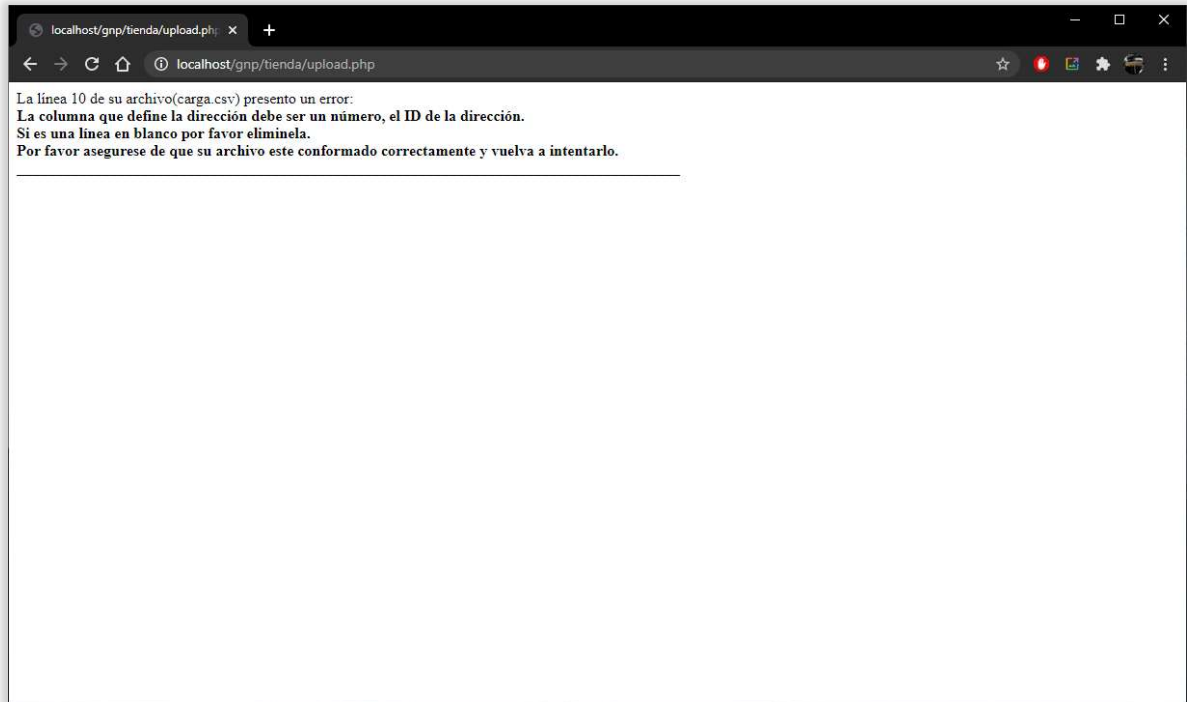 localhost/gnp/tienda/upload.php
localhost/gnp/tienda/upload.php
La línea 10 de su archivo(carga.csv) presento un error:
La columna que define la dirección debe ser un número, el ID de la dirección.
Si es una línea en blanco por favor eliminela.
Por favor asegurese de que su archivo este conformado correctamente y vuelva a intentarlo.